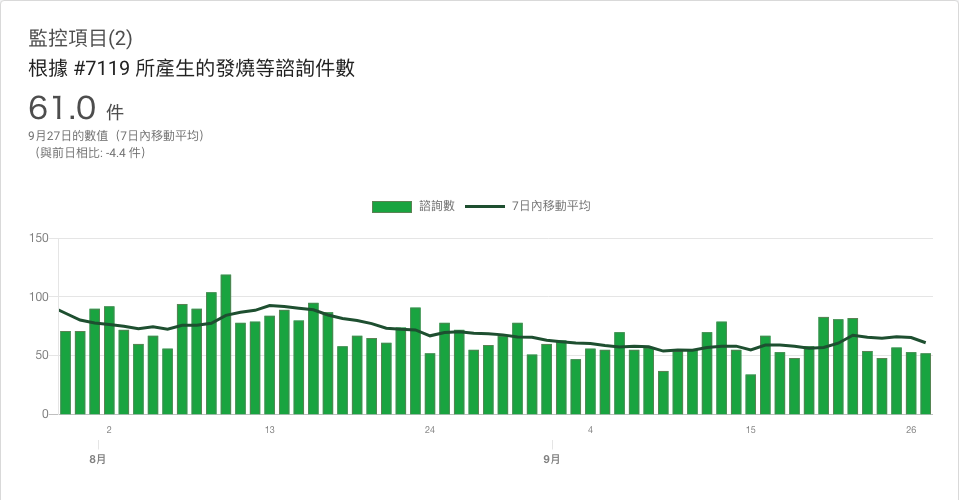 監控項目(2)
根據 #7119 所產生的發燒等諮詢件數
61.0 件
9月27日的數值（7日內移動平均）
（與前日相比: -4.4 件）
諮詢數 7日內移動平均
150
100
50
0
2 13 24 4 15 26
8月 9月